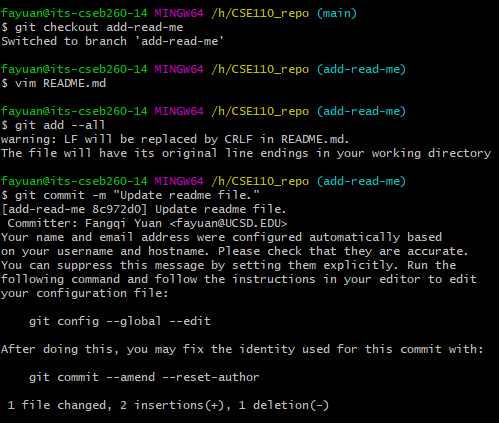 fayuan@its-cseb260-14 MINGW64 /h/CSE110_repo (main)
$ git checkout add-read-me
Switched to branch 'add-read-me'

fayuan@its-cseb260-14 MINGW64 /h/CSE110_repo (add-read-me)
$ vim README.md

fayuan@its-cseb260-14 MINGW64 /h/CSE110_repo (add-read-me)
$ git add --all
warning: LF will be replaced by CRLF in README.md.
The file will have its original line endings in your working directory

fayuan@its-cseb260-14 MINGW64 /h/CSE110_repo (add-read-me)
$ git commit -m "Update readme file."
[add-read-me 8c972d0] Update readme file.
 Committer: Fangqi Yuan <fayuan@UCSD.EDU>
Your name and email address were configured automatically based
on your username and hostname. Please check that they are accurate.
You can suppress this message by setting them explicitly. Run the
following command and follow the instructions in your editor to edit
your configuration file:

    git config --global --edit

After doing this, you may fix the identity used for this commit with:

    git commit --amend --reset-author

 1 file changed, 2 insertions(+), 1 deletion(-)